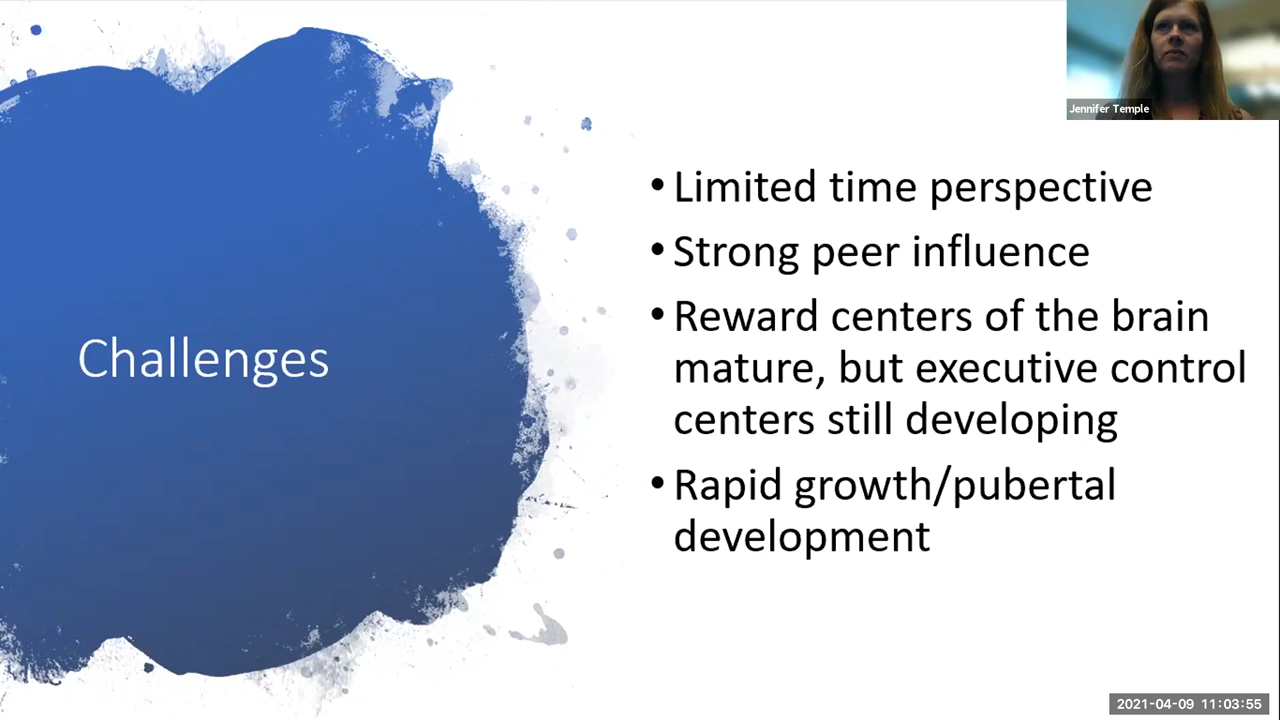 Jennifer Temple
Challenges
• Limited time perspective
• Strong peer influence
• Reward centers of the brain
mature, but executive control
centers still developing
• Rapid growth/pubertal
development
2021-04-09 11:03:55